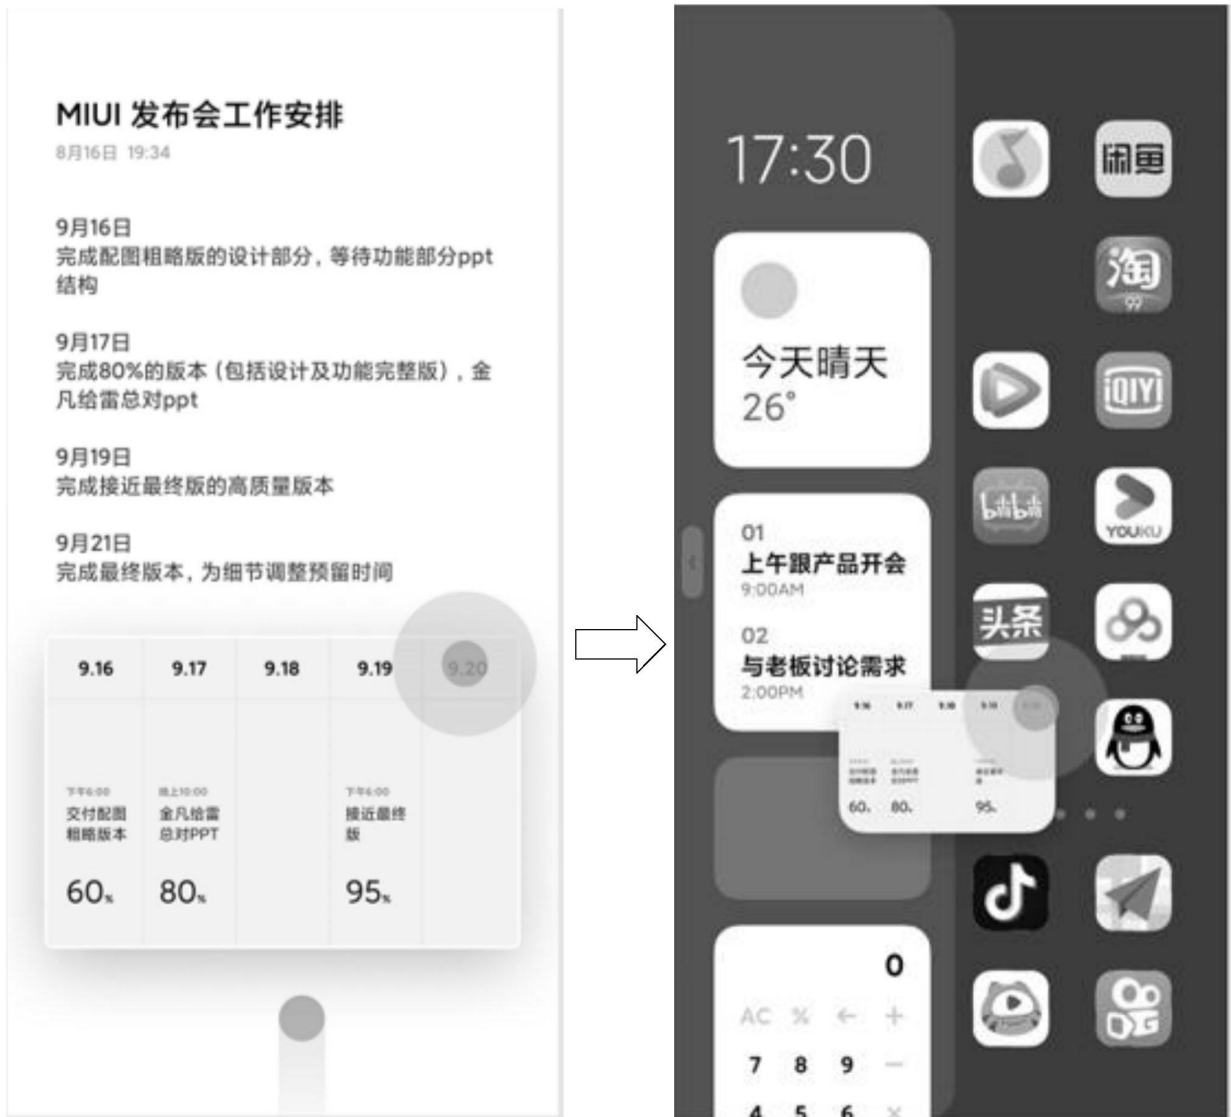 MIUI 发布会工作安排
8月16日 19:34
9月16日
完成配图粗略版的设计部分，等待功能部分ppt
结构
9月17日
完成80%的版本（包括设计及功能完整版），金
凡给雷总对ppt
9月19日
完成接近最终版的高质量版本
9月21日
完成最终版本，为细节调整预留时间
9.16 9.17 9.18 9.19 9.20
下午6:00 晚上10:00 下午6:00
交付配图 金凡给雷 接近最终
粗略版本 总对PPT 版
60% 80% 95%
17:30
今天晴天
26°
01
上午跟产品开会
9:00AM
02
与老板讨论需求
2:00PM
9.16 9.17 9.18 9.19
60% 80% 95%
0
AC % ← +
7 8 9 −
4 5 6 ×
闲鱼
淘
99
iQIYI
bilibili
YOUKU
头条